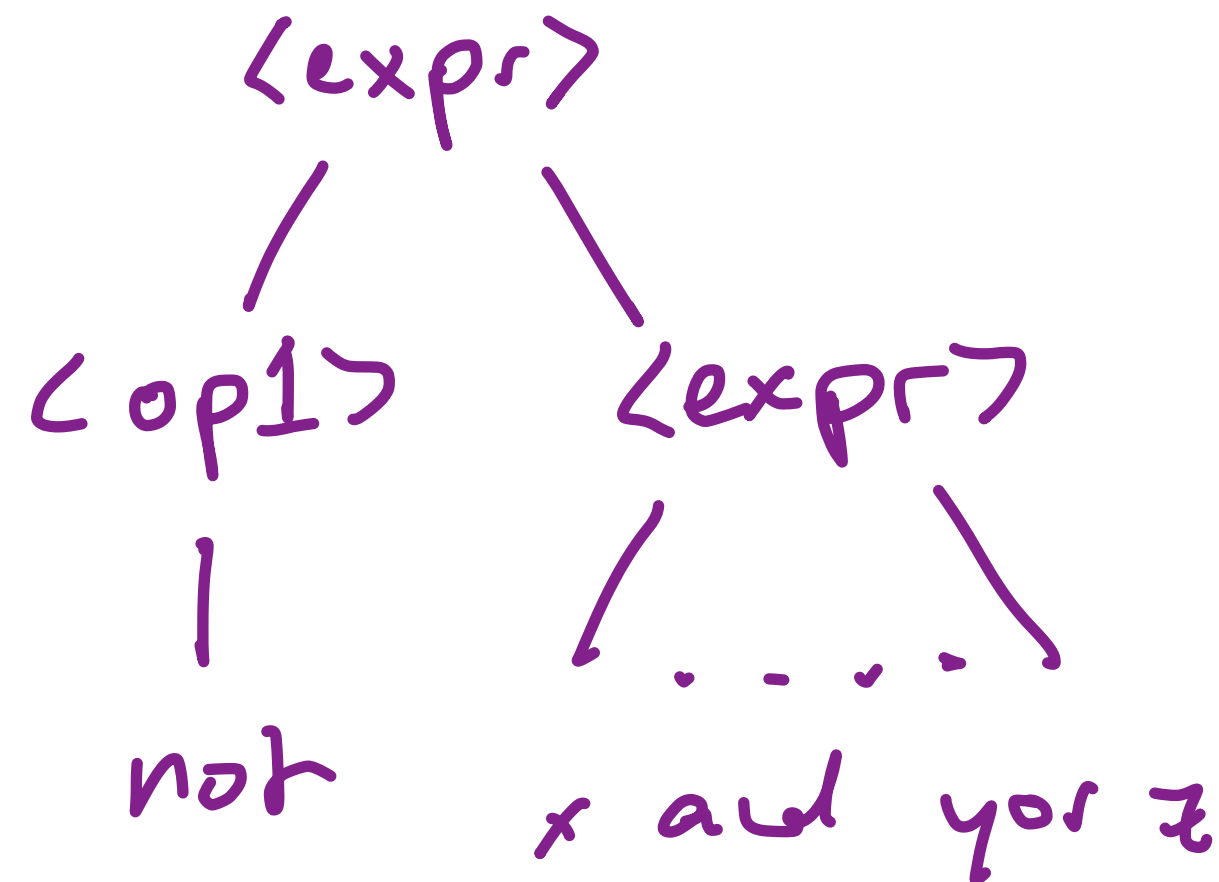 <expr>
<op1> <expr>
not x and y or z